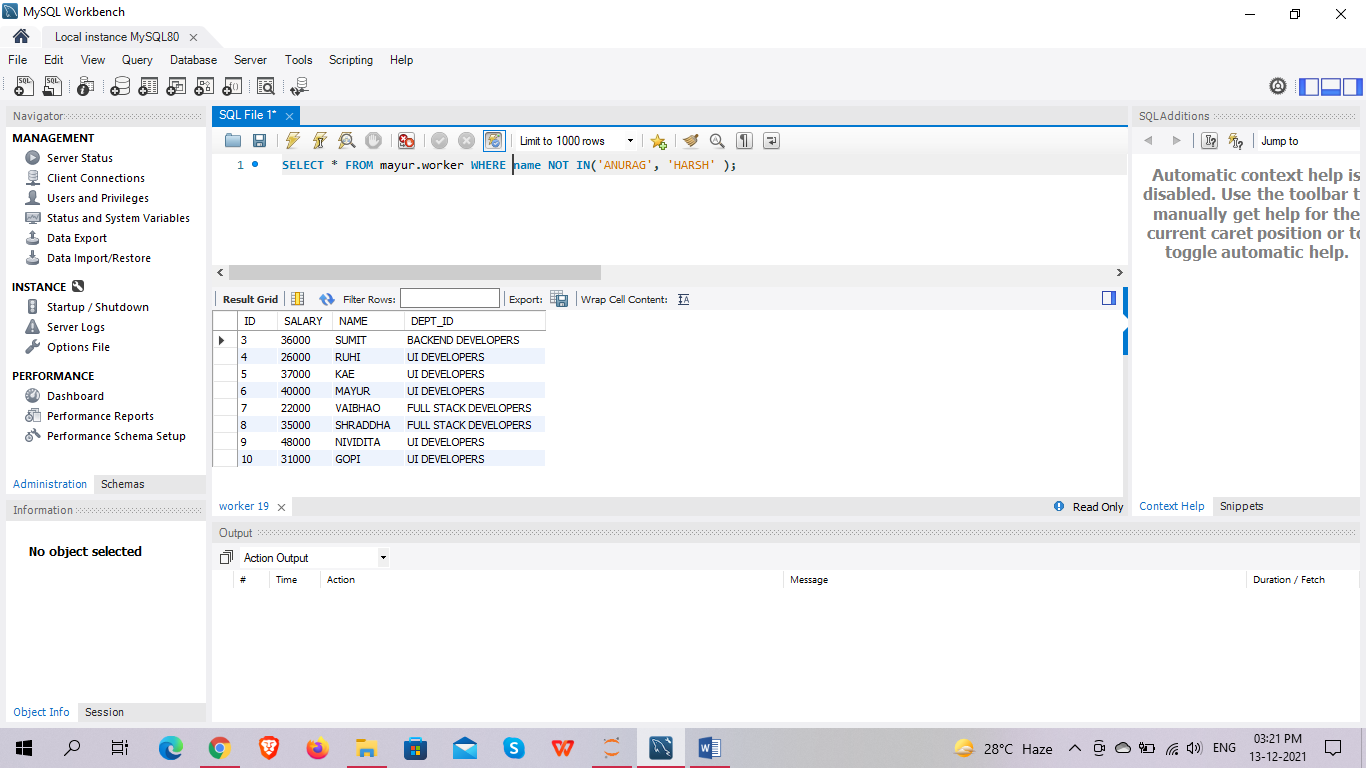 MySQL Workbench
Local instance MySQL80
File Edit View Query Database Server Tools Scripting Help
Navigator
MANAGEMENT
Server Status
Client Connections
Users and Privileges
Status and System Variables
Data Export
Data Import/Restore
INSTANCE
Startup / Shutdown
Server Logs
Options File
PERFORMANCE
Dashboard
Performance Reports
Performance Schema Setup
Administration Schemas
Information
No object selected
Object Info Session
SQL File 1*
Limit to 1000 rows
1 SELECT * FROM mayur.worker WHERE name NOT IN('ANURAG', 'HARSH' );
Result Grid Filter Rows: Export: Wrap Cell Content:
ID SALARY NAME DEPT_ID
3 36000 SUMIT BACKEND DEVELOPERS
4 26000 RUHI UI DEVELOPERS
5 37000 KAE UI DEVELOPERS
6 40000 MAYUR UI DEVELOPERS
7 22000 VAIBHAO FULL STACK DEVELOPERS
8 35000 SHRADDHA FULL STACK DEVELOPERS
9 48000 NIVIDITA UI DEVELOPERS
10 31000 GOPI UI DEVELOPERS
worker 19 Read Only
Output
Action Output
# Time Action Message Duration / Fetch
SQLAdditions
Jump to
Automatic context help is
disabled. Use the toolbar t
manually get help for the
current caret position or to
toggle automatic help.
Context Help Snippets
28°C Haze ENG 03:21 PM
13-12-2021